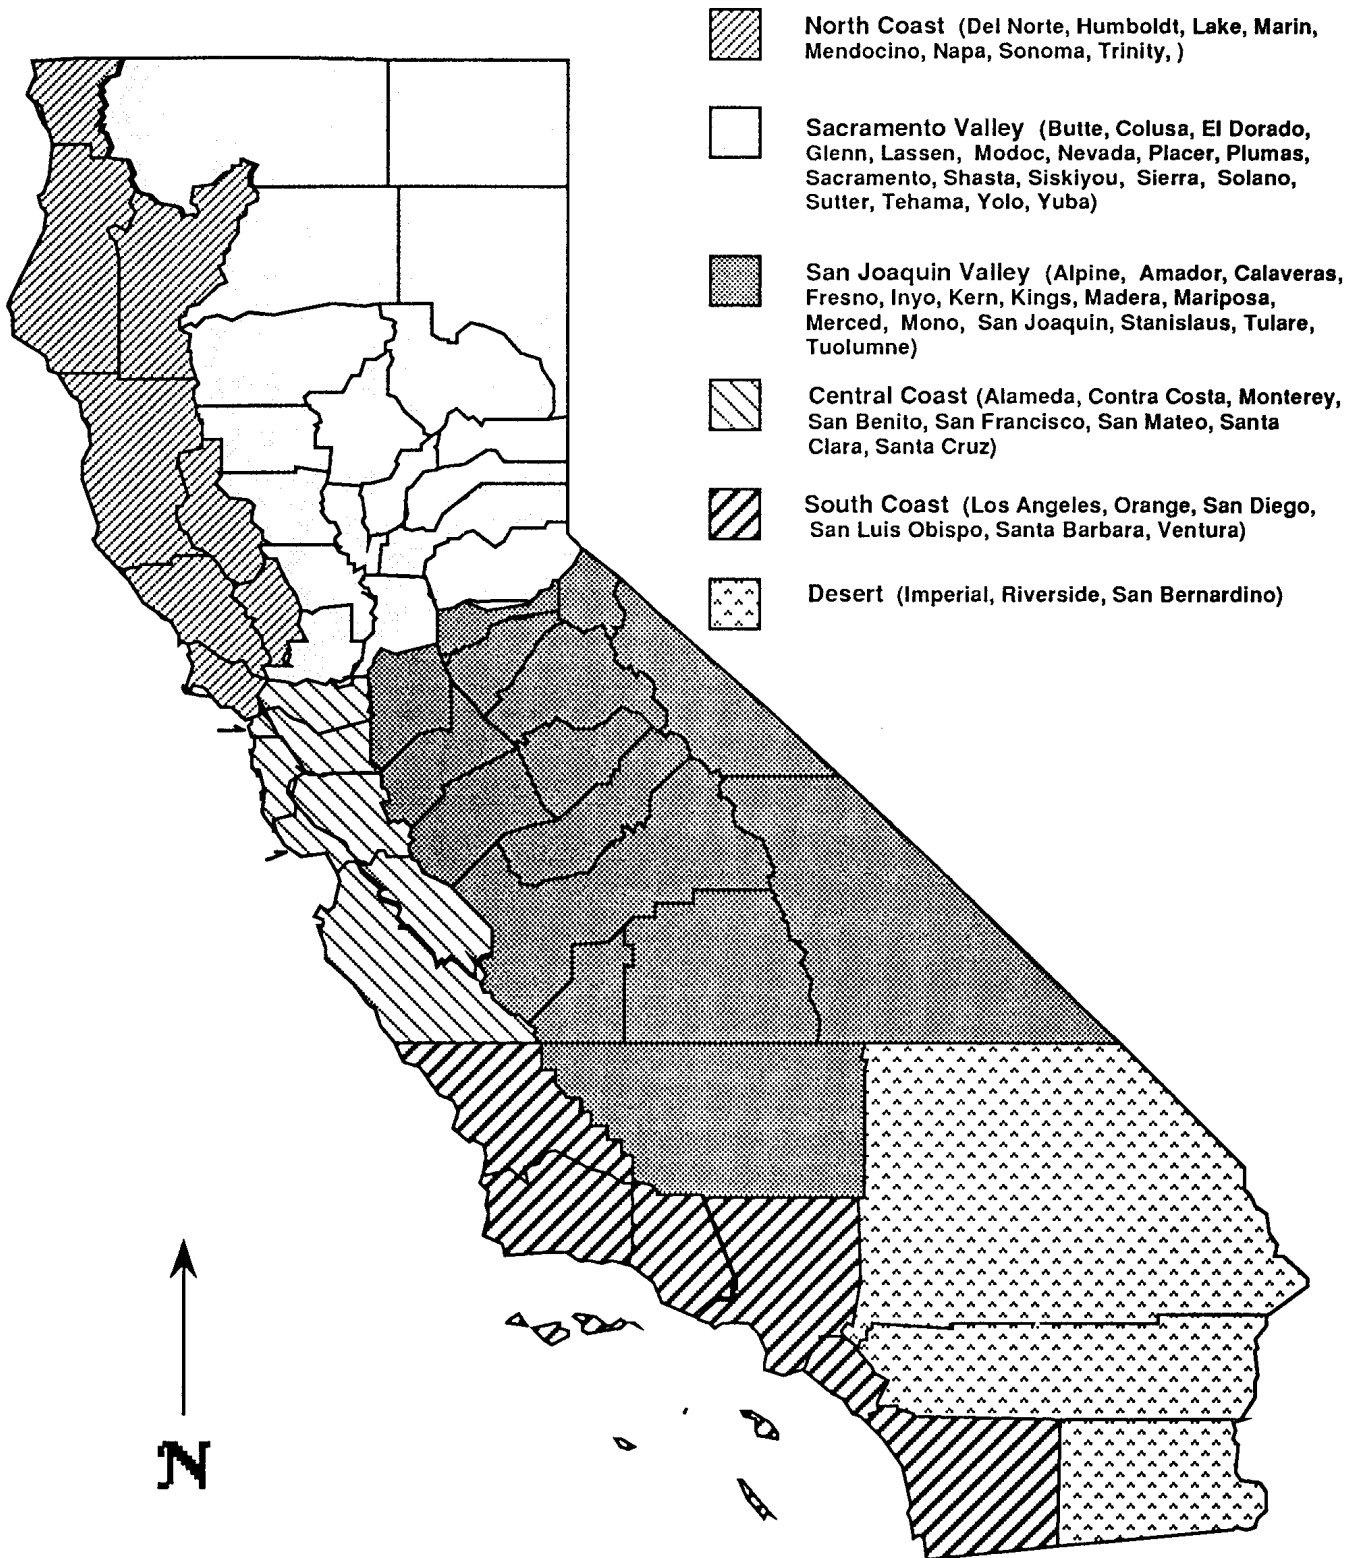 North Coast (Del Norte, Humboldt, Lake, Marin,
Mendocino, Napa, Sonoma, Trinity, )
Sacramento Valley (Butte, Colusa, El Dorado,
Glenn, Lassen, Modoc, Nevada, Placer, Plumas,
Sacramento, Shasta, Siskiyou, Sierra, Solano,
Sutter, Tehama, Yolo, Yuba)
San Joaquin Valley (Alpine, Amador, Calaveras,
Fresno, Inyo, Kern, Kings, Madera, Mariposa,
Merced, Mono, San Joaquin, Stanislaus, Tulare,
Tuolumne)
Central Coast (Alameda, Contra Costa, Monterey,
San Benito, San Francisco, San Mateo, Santa
Clara, Santa Cruz)
South Coast (Los Angeles, Orange, San Diego,
San Luis Obispo, Santa Barbara, Ventura)
Desert (Imperial, Riverside, San Bernardino)
N